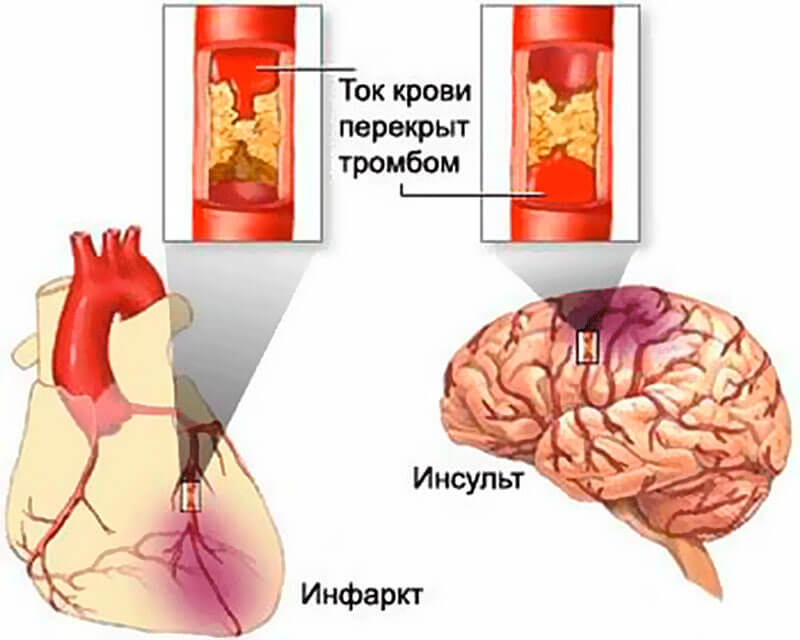 Ток крови
перекрыт
тромбом
Инсульт
Инфаркт